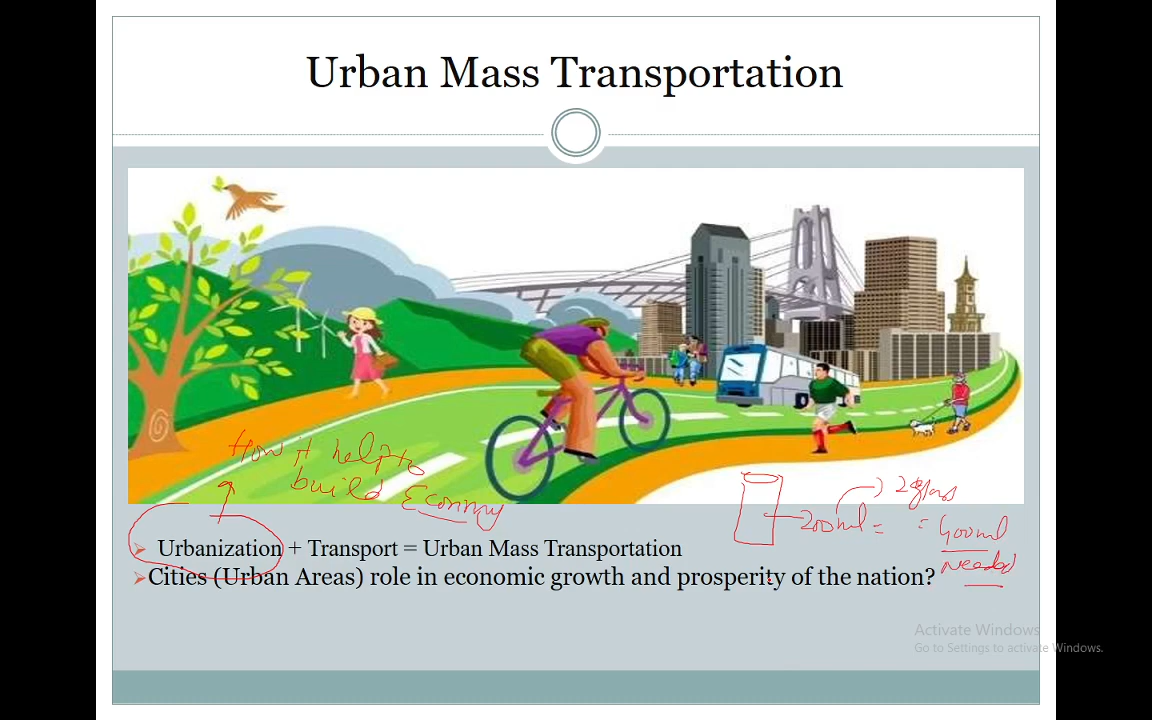 Urban Mass Transportation
How it help to
build Economy
200ml = 2 glass
= 400ml
Needed
Urbanization + Transport = Urban Mass Transportation
Cities (Urban Areas) role in economic growth and prosperity of the nation?
Activate Windows
Go to Settings to activate Windows.